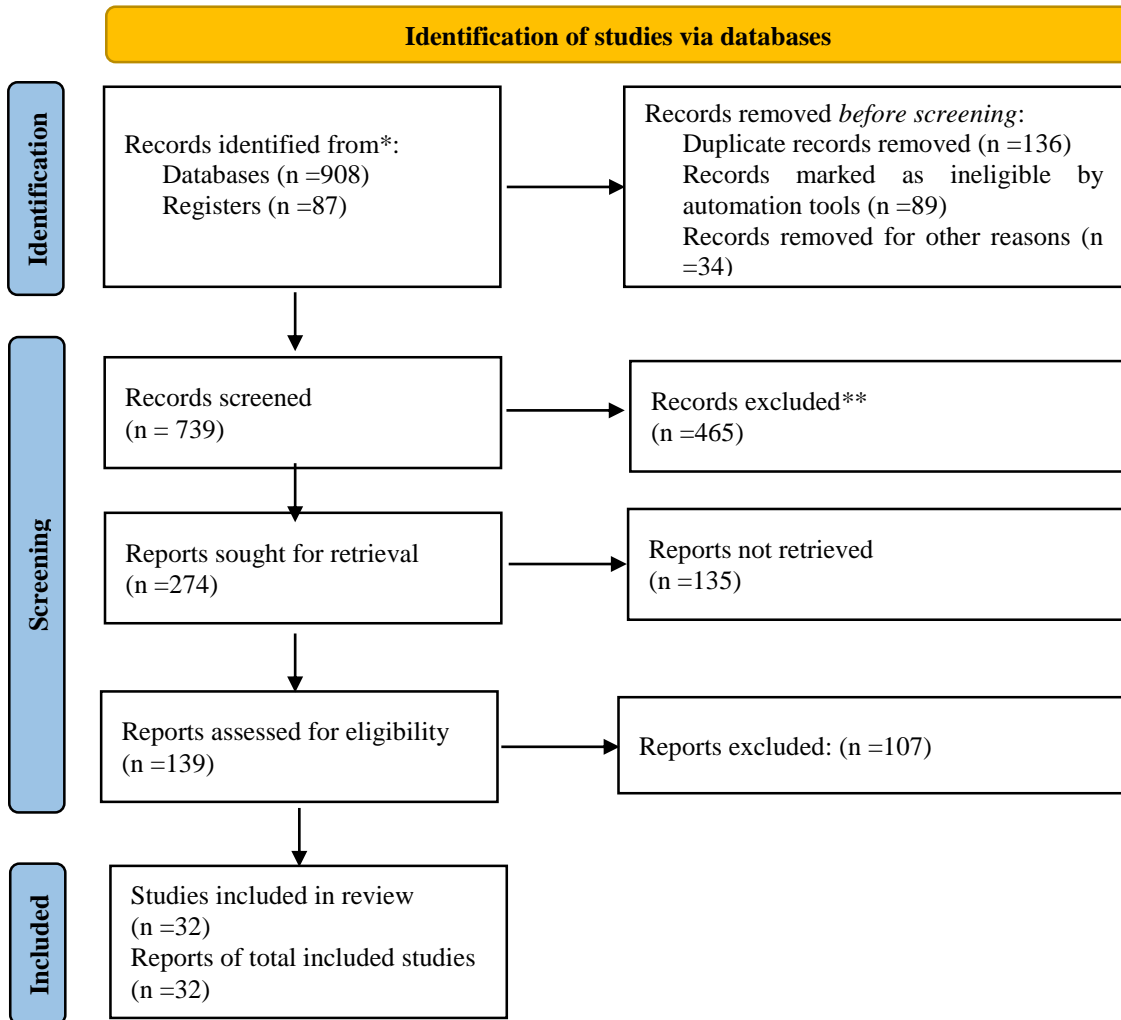 Identification of studies via databases
Identification
Records identified from*:
Databases (n =908)
Registers (n =87)
Records removed before screening:
Duplicate records removed (n =136)
Records marked as ineligible by
automation tools (n =89)
Records removed for other reasons (n
=34)
Screening
Records screened
(n = 739)
Records excluded**
(n =465)
Reports sought for retrieval
(n =274)
Reports not retrieved
(n =135)
Reports assessed for eligibility
(n =139)
Reports excluded: (n =107)
Included
Studies included in review
(n =32)
Reports of total included studies
(n =32)